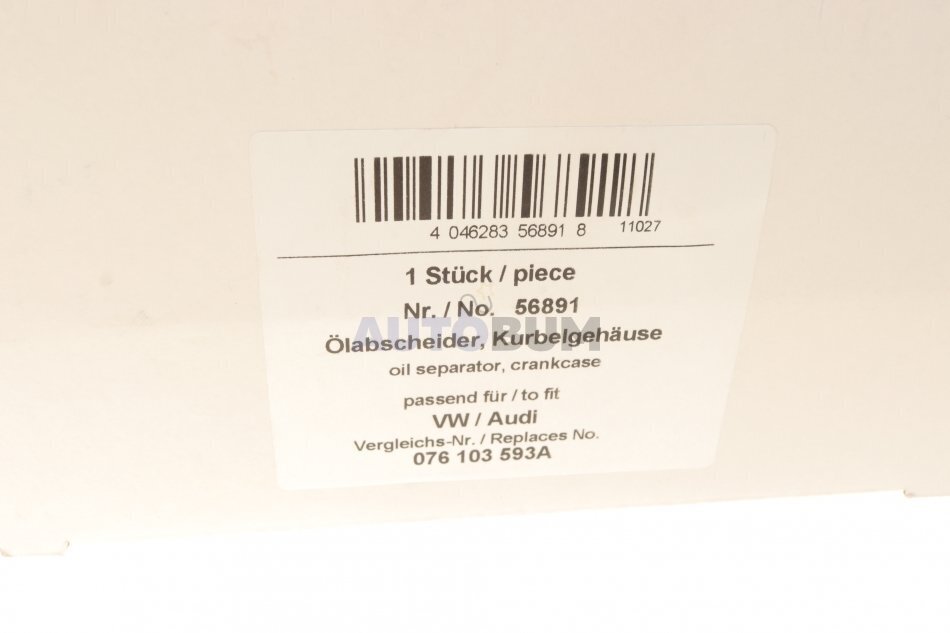 4 046283 56891 8 11027
1 Stück / piece
Nr. / No. 56891
AUTOBUM
Ölabscheider, Kurbelgehäuse
oil separator, crankcase
passend für / to fit
VW / Audi
Vergleichs-Nr. / Replaces No.
076 103 593A